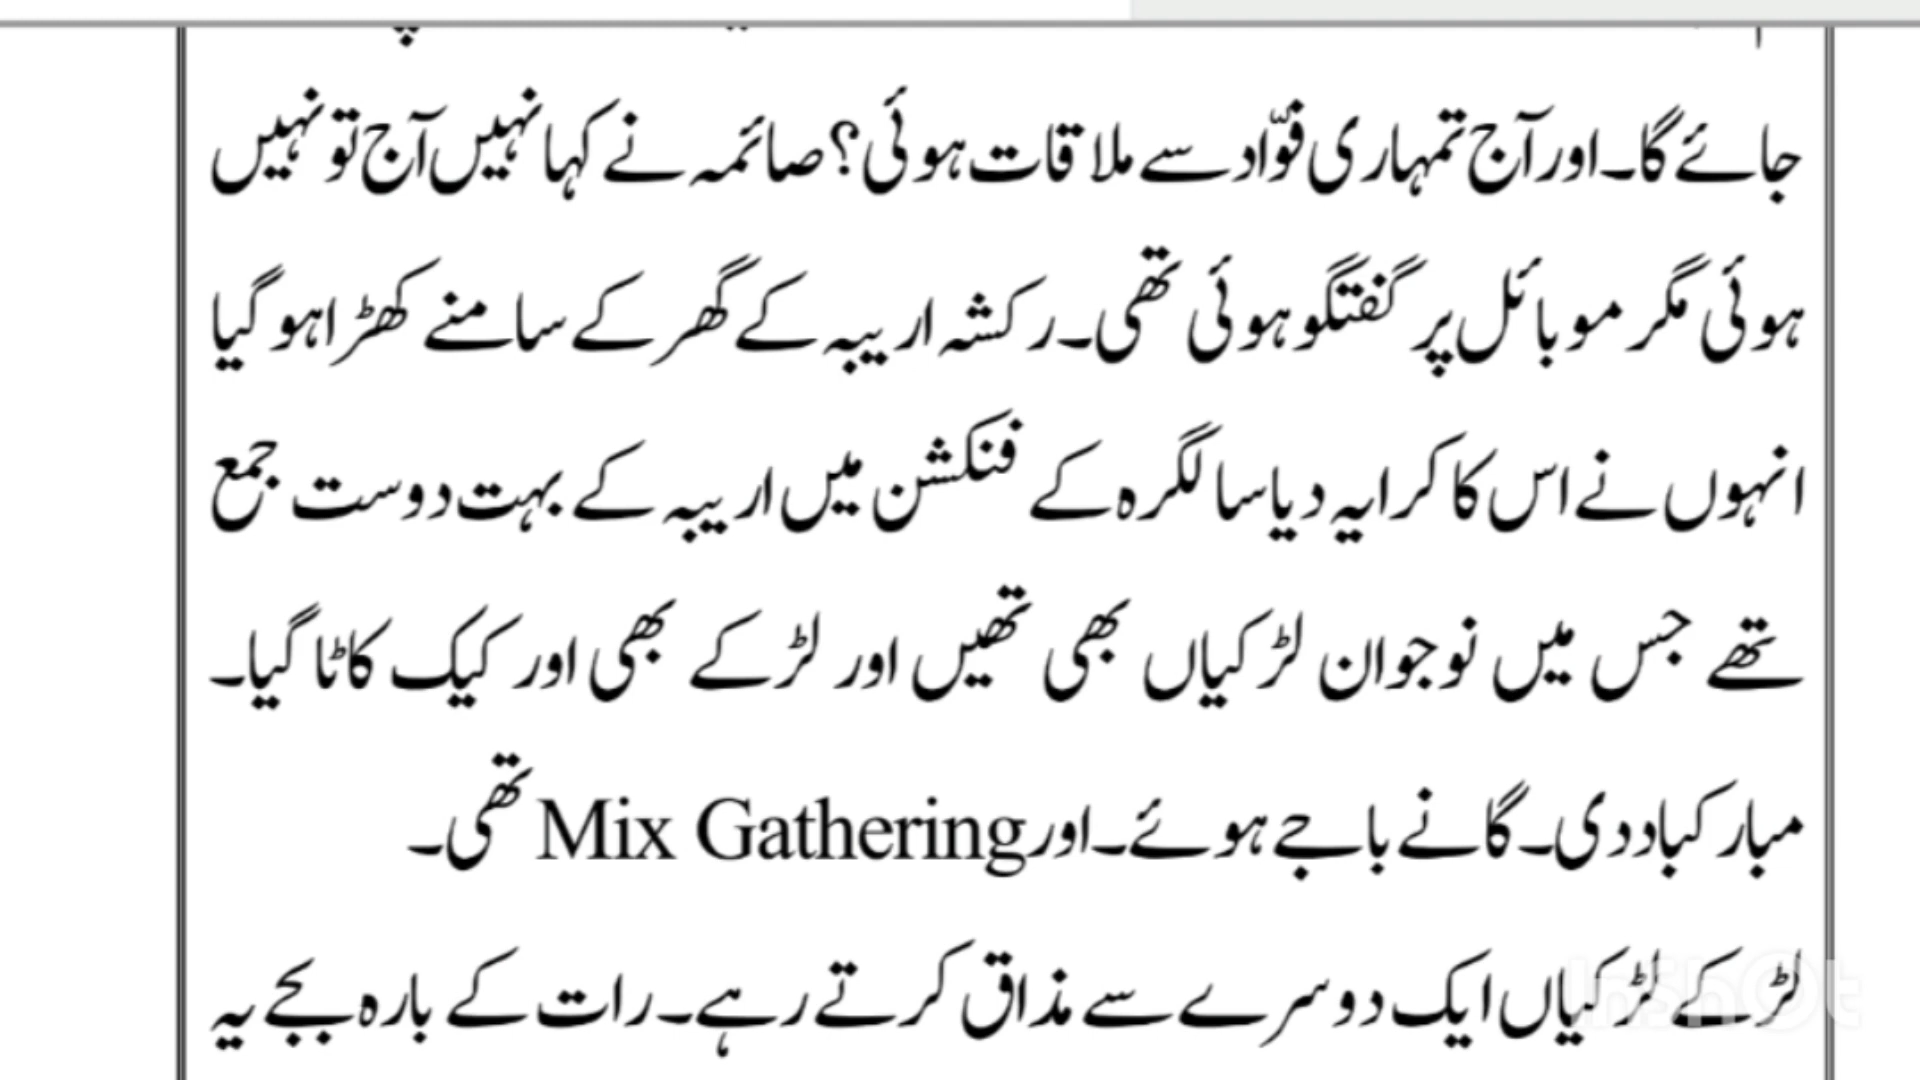 جائے گا۔ اور آج تمہاری فوّاد سے ملاقات ہوئی؟ صائمہ نے کہا نہیں آج تو نہیں
ہوئی مگر موبائل پر گفتگو ہوئی تھی۔ رکشہ اریبہ کے گھر کے سامنے کھڑا ہو گیا
انہوں نے اس کا کرایہ دیا سالگرہ کے فنکشن میں اریبہ کے بہت دوست جمع
تھے جس میں نوجوان لڑکیاں بھی تھیں اور لڑکے بھی اور کیک کاٹا گیا۔
مبارکباد دی۔ گانے باجے ہوئے۔ اور Mix Gathering تھی۔
لڑکے لڑکیاں ایک دوسرے سے مذاق کرتے رہے۔ رات کے بارہ بجے یہ
InShot